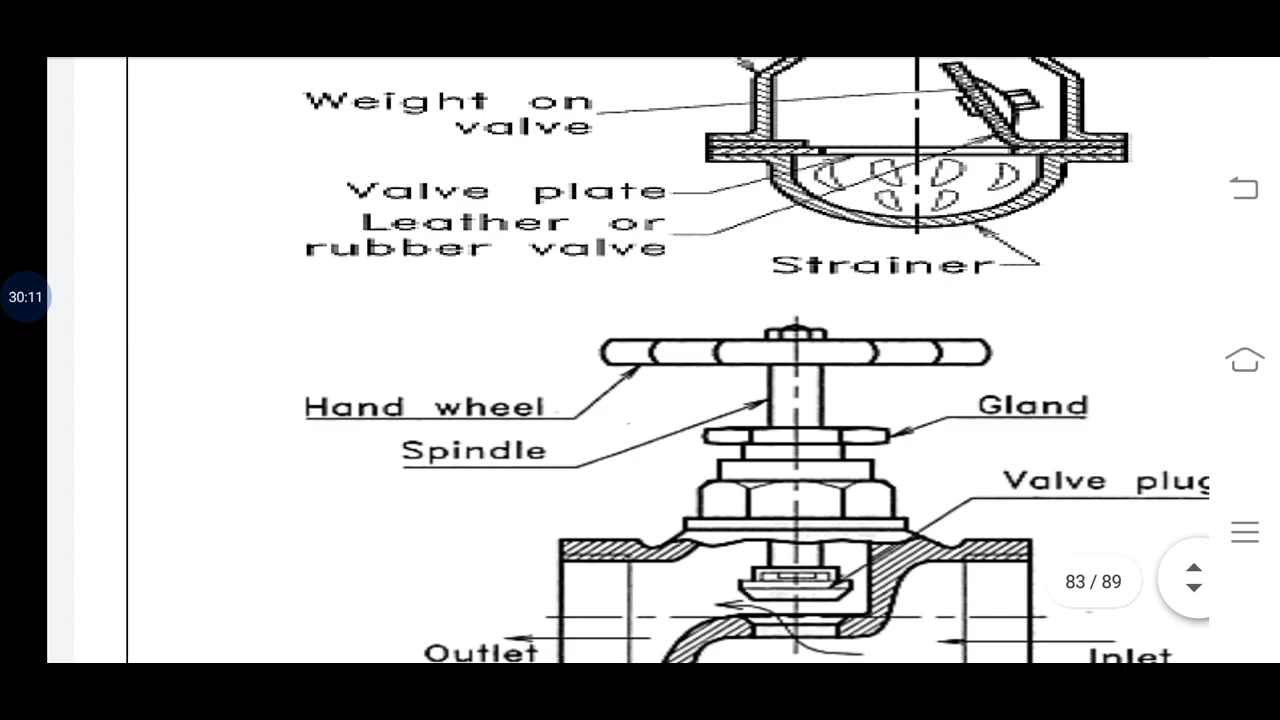 Weight on
valve
Valve plate
Leather or
rubber valve
Strainer
30:11
Hand wheel
Gland
Spindle
Valve plug
83 / 89
Outlet
Inlet